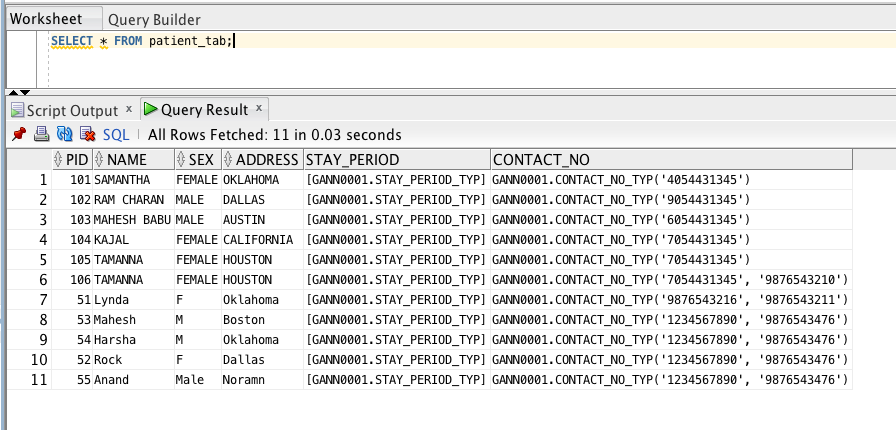 Worksheet Query Builder
SELECT * FROM patient_tab;
Script Output x Query Result x
SQL | All Rows Fetched: 11 in 0.03 seconds
PID NAME SEX ADDRESS STAY_PERIOD CONTACT_NO
1 101 SAMANTHA FEMALE OKLAHOMA [GANN0001.STAY_PERIOD_TYP] GANN0001.CONTACT_NO_TYP('4054431345')
2 102 RAM CHARAN MALE DALLAS [GANN0001.STAY_PERIOD_TYP] GANN0001.CONTACT_NO_TYP('9054431345')
3 103 MAHESH BABU MALE AUSTIN [GANN0001.STAY_PERIOD_TYP] GANN0001.CONTACT_NO_TYP('6054431345')
4 104 KAJAL FEMALE CALIFORNIA [GANN0001.STAY_PERIOD_TYP] GANN0001.CONTACT_NO_TYP('7054431345')
5 105 TAMANNA FEMALE HOUSTON [GANN0001.STAY_PERIOD_TYP] GANN0001.CONTACT_NO_TYP('7054431345')
6 106 TAMANNA FEMALE HOUSTON [GANN0001.STAY_PERIOD_TYP] GANN0001.CONTACT_NO_TYP('7054431345', '9876543210')
7 51 Lynda F Oklahoma [GANN0001.STAY_PERIOD_TYP] GANN0001.CONTACT_NO_TYP('9876543216', '9876543211')
8 53 Mahesh M Boston [GANN0001.STAY_PERIOD_TYP] GANN0001.CONTACT_NO_TYP('1234567890', '9876543476')
9 54 Harsha M Oklahoma [GANN0001.STAY_PERIOD_TYP] GANN0001.CONTACT_NO_TYP('1234567890', '9876543476')
10 52 Rock F Dallas [GANN0001.STAY_PERIOD_TYP] GANN0001.CONTACT_NO_TYP('1234567890', '9876543476')
11 55 Anand Male Noramn [GANN0001.STAY_PERIOD_TYP] GANN0001.CONTACT_NO_TYP('1234567890', '9876543476')